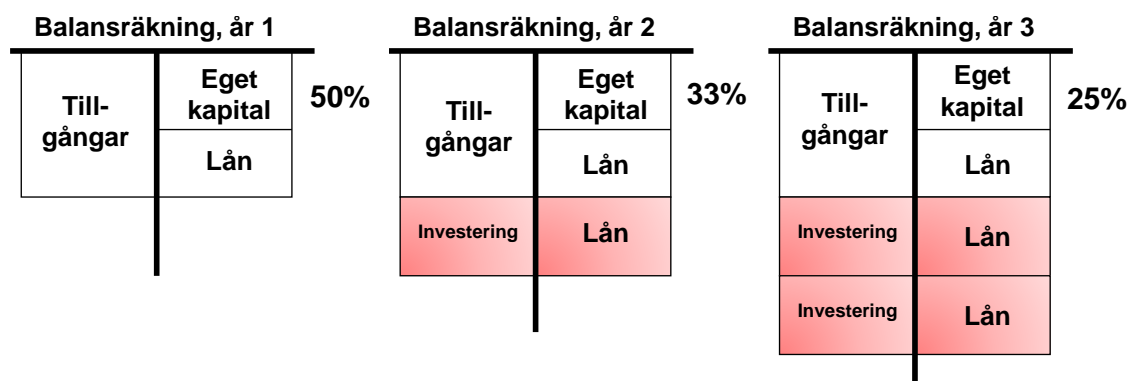 Balansräkning, år 1
Till-
gångar
Eget
kapital
Lån
50%
Balansräkning, år 2
Till-
gångar
Eget
kapital
Lån
Investering
Lån
33%
Balansräkning, år 3
Till-
gångar
Eget
kapital
Lån
Investering
Lån
Investering
Lån
25%